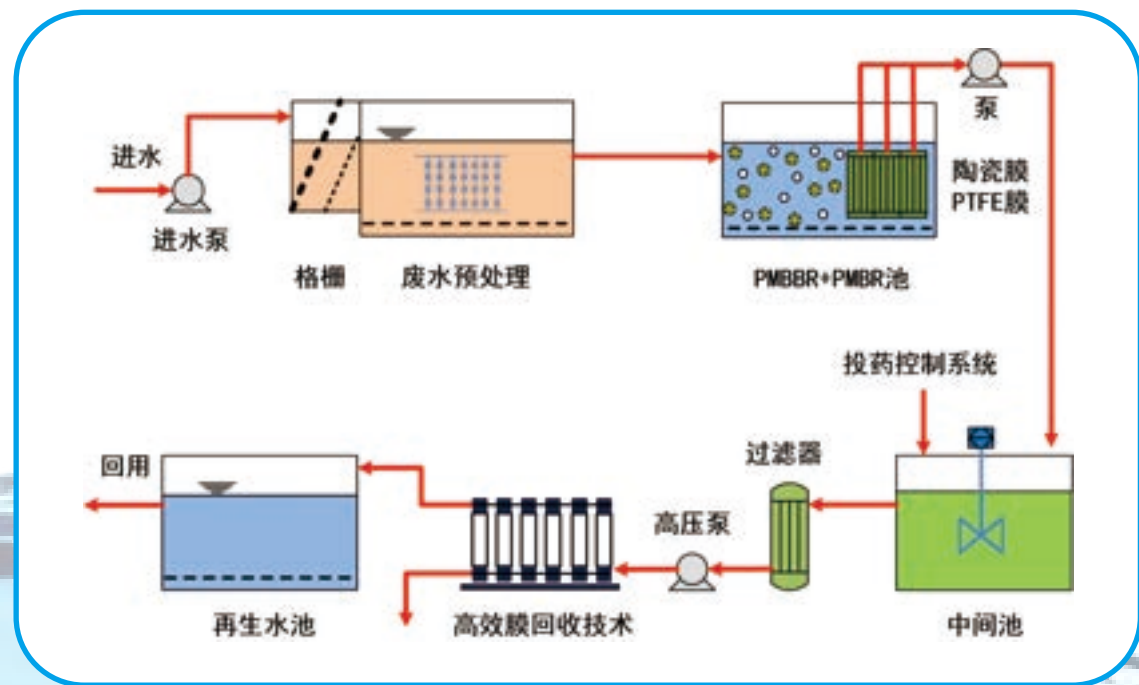 进水
进水泵
格栅
废水预处理
PMBBR+PMBR池
泵
陶瓷膜
PTFE膜
投药控制系统
回用
再生水池
高效膜回收技术
高压泵
过滤器
中间池